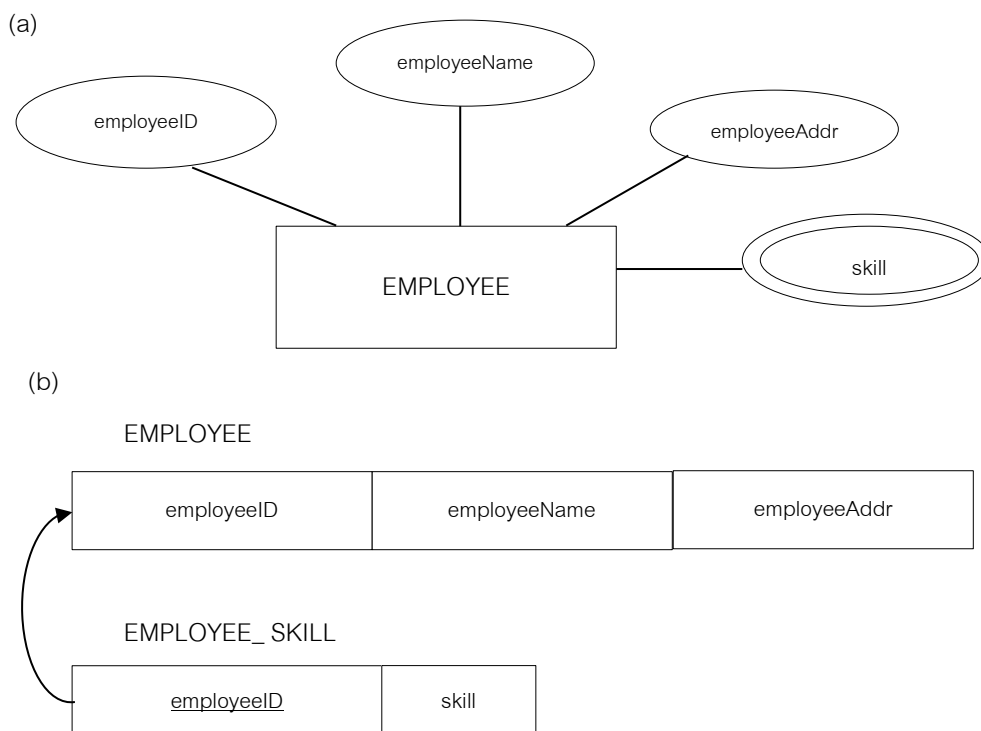 (a)
employeeName
employeeID
employeeAddr
skill
EMPLOYEE
(b)
EMPLOYEE
employeeID employeeName employeeAddr
EMPLOYEE_ SKILL
employeeID skill